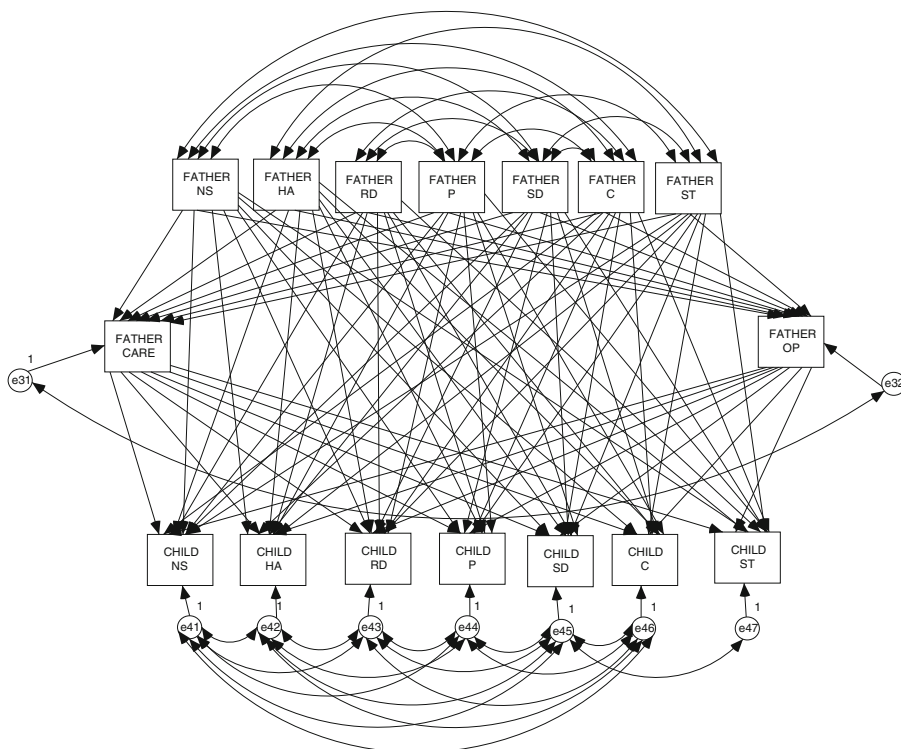 FATHER
NS
FATHER
HA
FATHER
RD
FATHER
P
FATHER
SD
FATHER
C
FATHER
ST
FATHER
CARE
FATHER
OP
1
e31
e32
CHILD
NS
CHILD
HA
CHILD
RD
CHILD
P
CHILD
SD
CHILD
C
CHILD
ST
1
1
1
1
1
1
1
e41
e42
e43
e44
e45
e46
e47